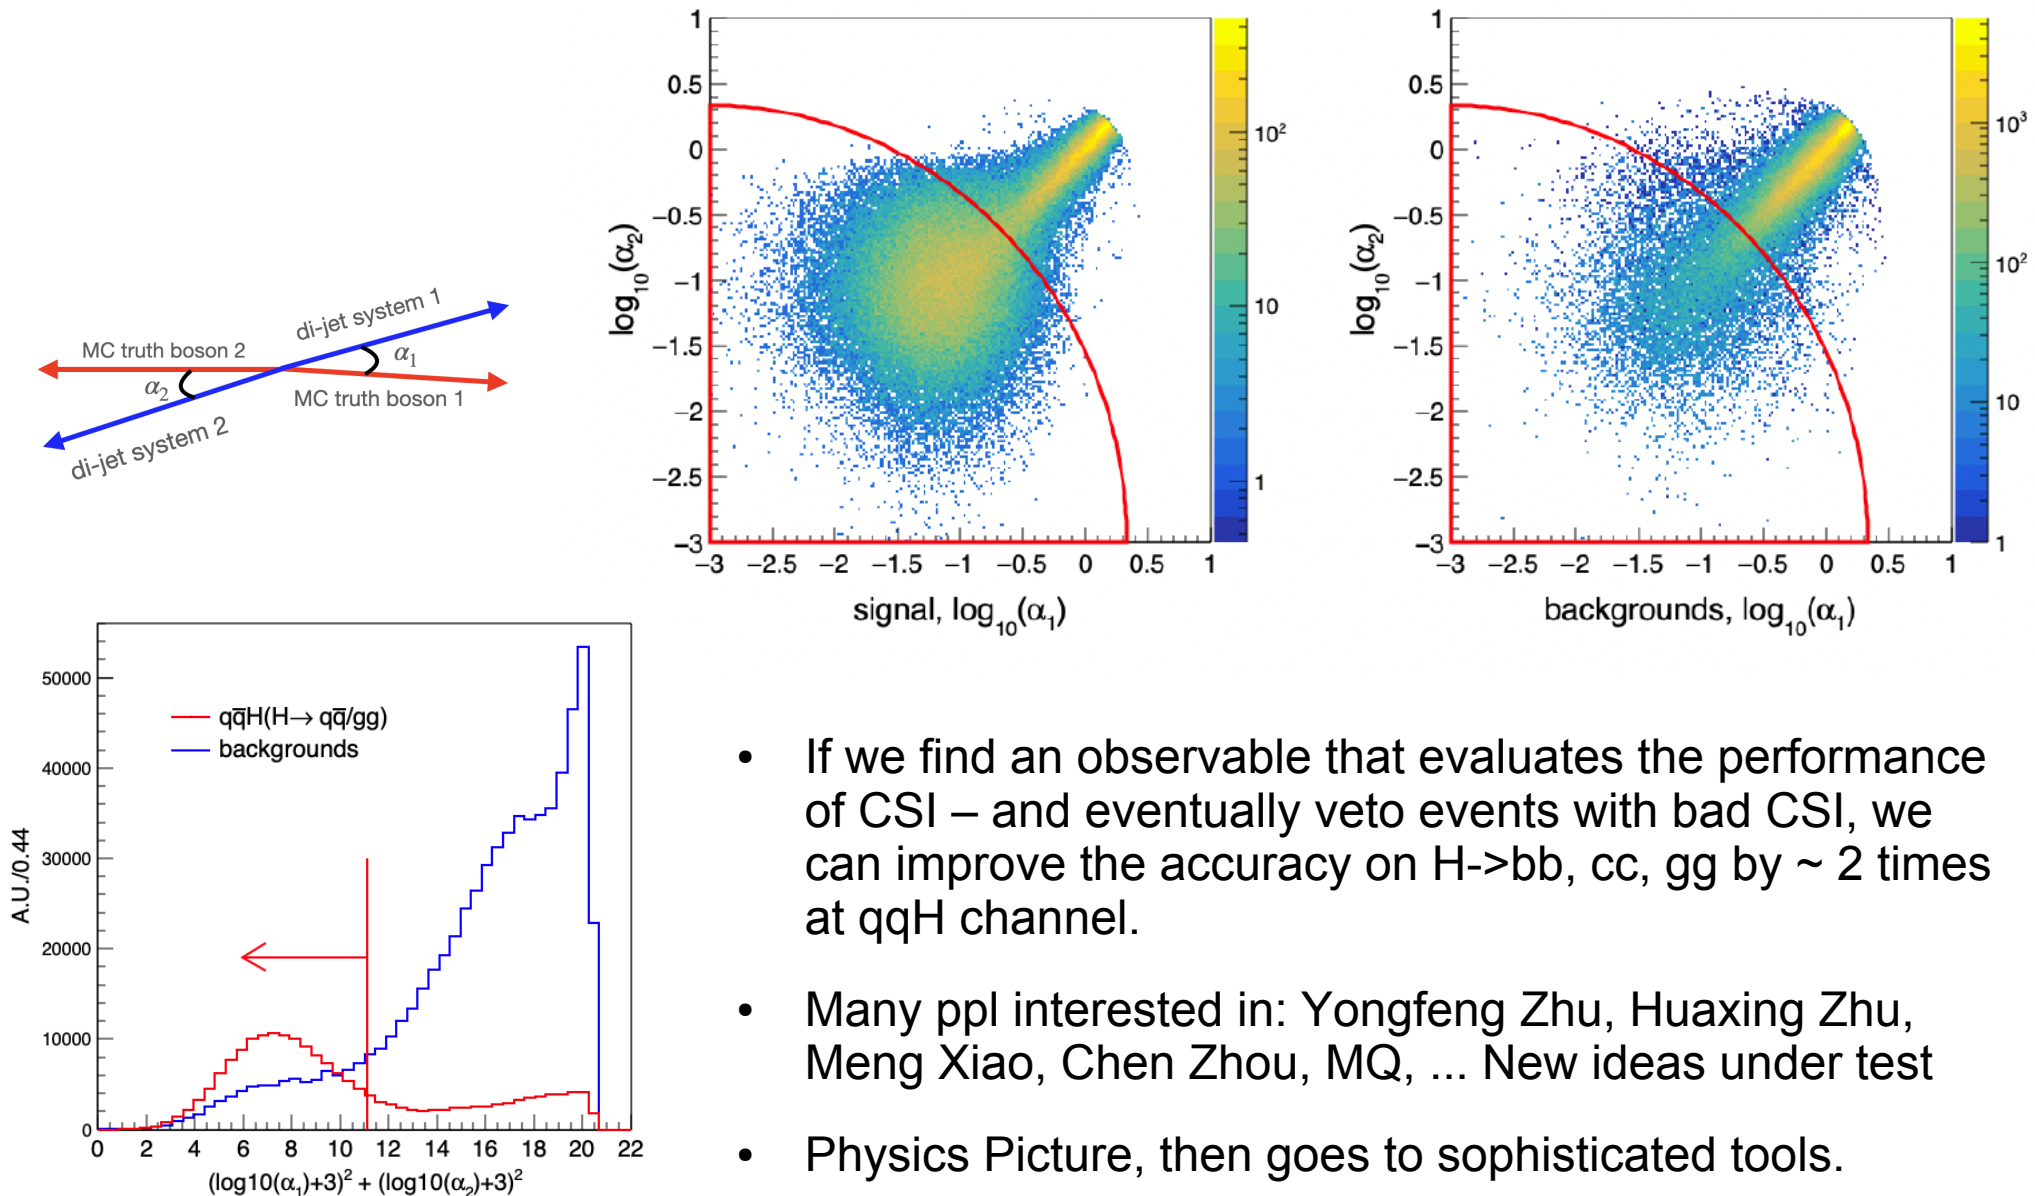 di-jet system 1
MC truth boson 2
α₁
α₂
MC truth boson 1
di-jet system 2
1
0.5
0
−0.5
−1
−1.5
−2
−2.5
−3
log₁₀(α₂)
−3 −2.5 −2 −1.5 −1 −0.5 0 0.5 1
signal, log₁₀(α₁)
10²
10
1
1
0.5
0
−0.5
−1
−1.5
−2
−2.5
−3
log₁₀(α₂)
−3 −2.5 −2 −1.5 −1 −0.5 0 0.5 1
backgrounds, log₁₀(α₁)
10³
10²
10
1
50000
40000
30000
20000
10000
0
A.U./0.44
qq̅H(H→ qq̅/gg)
backgrounds
0 2 4 6 8 10 12 14 16 18 20 22
(log10(α₁)+3)² + (log10(α₂)+3)²
• If we find an observable that evaluates the performance
of CSI – and eventually veto events with bad CSI, we
can improve the accuracy on H->bb, cc, gg by ~ 2 times
at qqH channel.
• Many ppl interested in: Yongfeng Zhu, Huaxing Zhu,
Meng Xiao, Chen Zhou, MQ, ... New ideas under test
• Physics Picture, then goes to sophisticated tools.